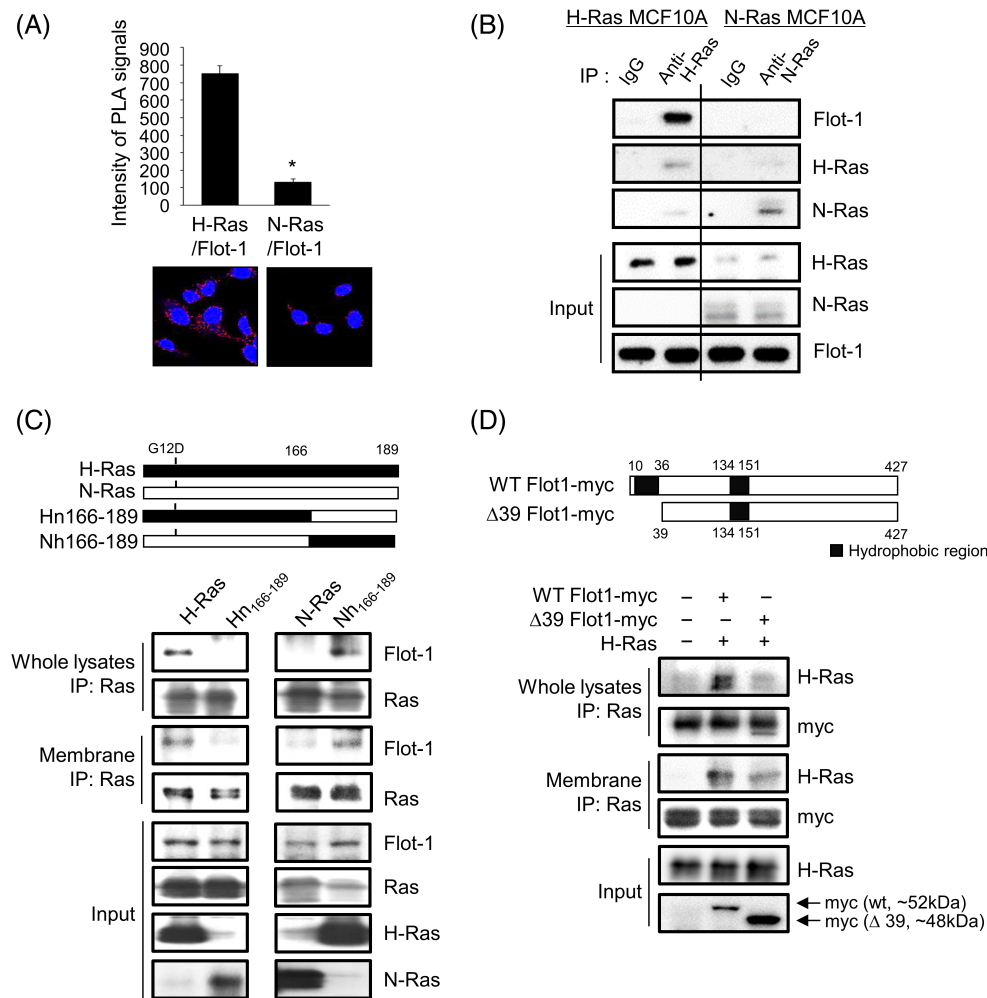 (A)
Intensity of PLA signals
900
800
700
600
500
400
300
200
100
0
*
H-Ras
/Flot-1
N-Ras
/Flot-1
(B)
H-Ras MCF10A
N-Ras MCF10A
IP :
IgG
Anti-
H-Ras
IgG
Anti-
N-Ras
Flot-1
H-Ras
N-Ras
Input
H-Ras
N-Ras
Flot-1
(C)
G12D
166
189
H-Ras
N-Ras
Hn166-189
Nh166-189
H-Ras
Hn166-189
N-Ras
Nh166-189
Whole lysates
IP: Ras
Flot-1
Ras
Membrane
IP: Ras
Flot-1
Ras
Input
Flot-1
Ras
H-Ras
N-Ras
(D)
10 36 134 151 427
WT Flot1-myc
Δ39 Flot1-myc
39 134 151 427
Hydrophobic region
WT Flot1-myc – + –
Δ39 Flot1-myc – – +
H-Ras – + +
Whole lysates
IP: Ras
H-Ras
myc
Membrane
IP: Ras
H-Ras
myc
Input
H-Ras
myc (wt, ~52kDa)
myc (Δ 39, ~48kDa)